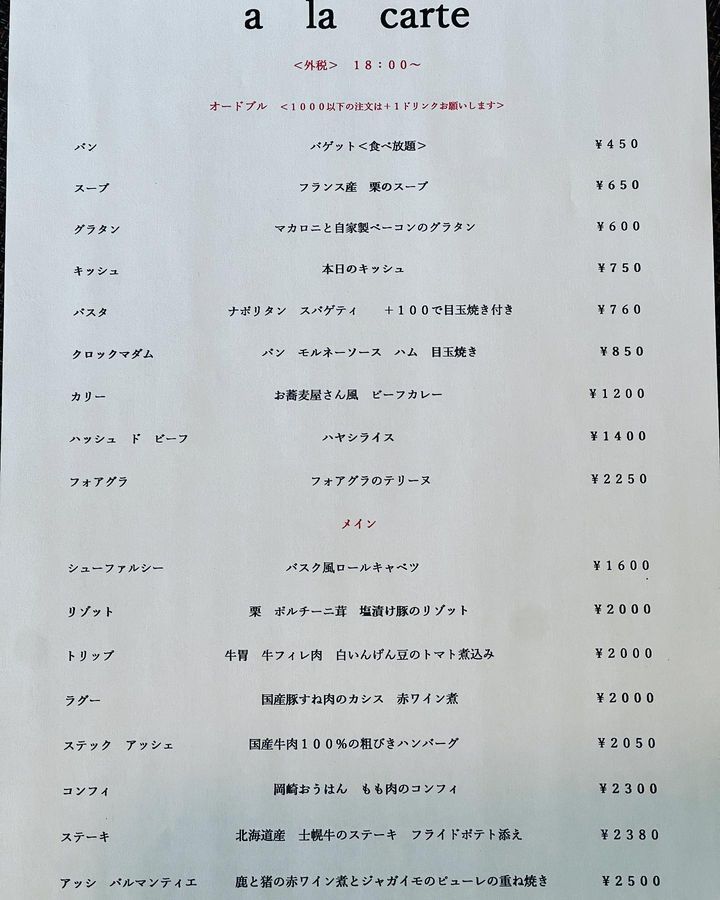 a la carte
＜外税＞　１８：００～
オードブル　＜１０００以下の注文は＋１ドリンクお願いします＞
パン　バゲット＜食べ放題＞　￥４５０
スープ　フランス産　栗のスープ　￥６５０
グラタン　マカロニと自家製ベーコンのグラタン　￥６００
キッシュ　本日のキッシュ　￥７５０
パスタ　ナポリタン　スパゲティ　＋１００で目玉焼き付き　￥７６０
クロックマダム　パン　モルネーソース　ハム　目玉焼き　￥８５０
カリー　お蕎麦屋さん風　ビーフカレー　￥１２００
ハッシュ　ド　ビーフ　ハヤシライス　￥１４００
フォアグラ　フォアグラのテリーヌ　￥２２５０
メイン
シューファルシー　バスク風ロールキャベツ　￥１６００
リゾット　栗　ポルチーニ茸　塩漬け豚のリゾット　￥２０００
トリップ　牛胃　牛フィレ肉　白いんげん豆のトマト煮込み　￥２０００
ラグー　国産豚すね肉のカシス　赤ワイン煮　￥２０００
ステック　アッシェ　国産牛肉１００％の粗びきハンバーグ　￥２０５０
コンフィ　岡崎おうはん　もも肉のコンフィ　￥２３００
ステーキ　北海道産　士幌牛のステーキ　フライドポテト添え　￥２３８０
アッシ　パルマンティエ　鹿と猪の赤ワイン煮とジャガイモのピューレの重ね焼き　￥２５００